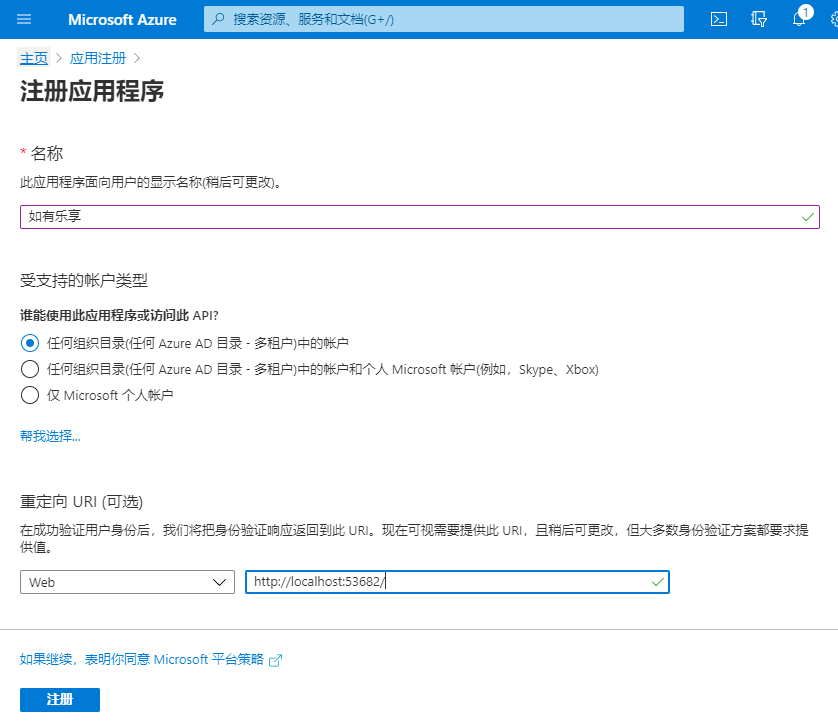 Microsoft Azure
搜索资源、服务和文档(G+/)
1
主页 > 应用注册 >
注册应用程序
* 名称
此应用程序面向用户的显示名称(稍后可更改)。
如有乐享
受支持的帐户类型
谁能使用此应用程序或访问此 API?
任何组织目录(任何 Azure AD 目录 - 多租户)中的帐户
任何组织目录(任何 Azure AD 目录 - 多租户)中的帐户和个人 Microsoft 帐户(例如，Skype、Xbox)
仅 Microsoft 个人帐户
帮我选择...
重定向 URI (可选)
在成功验证用户身份后，我们将把身份验证响应返回到此 URI。现在可视需要提供此 URI，且稍后可更改，但大多数身份验证方案都要求提
供值。
Web
http://localhost:53682/
如果继续，表明你同意 Microsoft 平台策略
注册